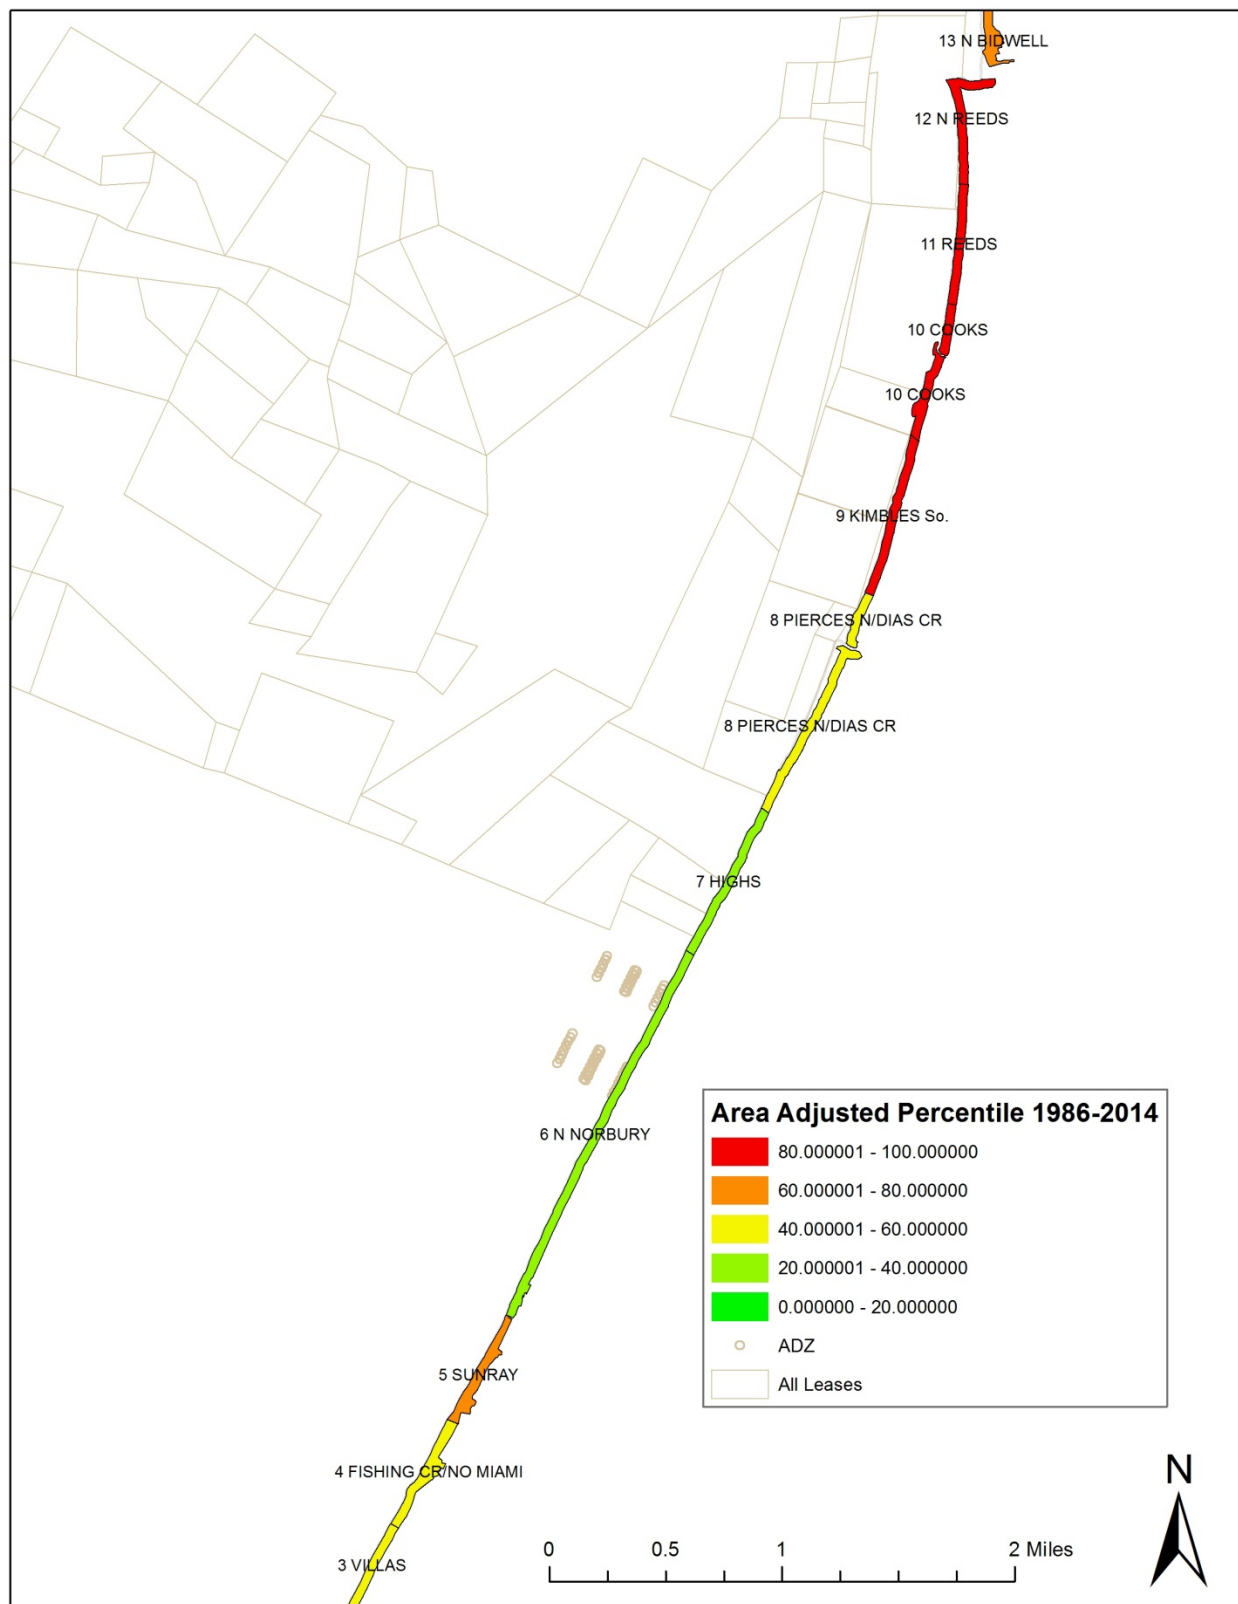 13 N BIDWELL
12 N REEDS
11 REEDS
10 COOKS
10 COOKS
9 KIMBLES So.
8 PIERCES N/DIAS CR
8 PIERCES N/DIAS CR
7 HIGHS
6 N NORBURY
5 SUNRAY
4 FISHING CR/NO MIAMI
3 VILLAS
Area Adjusted Percentile 1986-2014
80.000001 - 100.000000
60.000001 - 80.000000
40.000001 - 60.000000
20.000001 - 40.000000
0.000000 - 20.000000
ADZ
All Leases
N
0 0.5 1 2 Miles